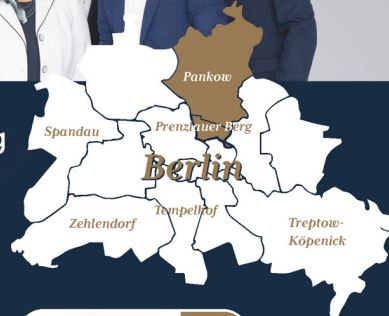 Pankow
Prenzlauer Berg
Spandau
Berlin
Tempelhof
Zehlendorf
Treptow-
Köpenick